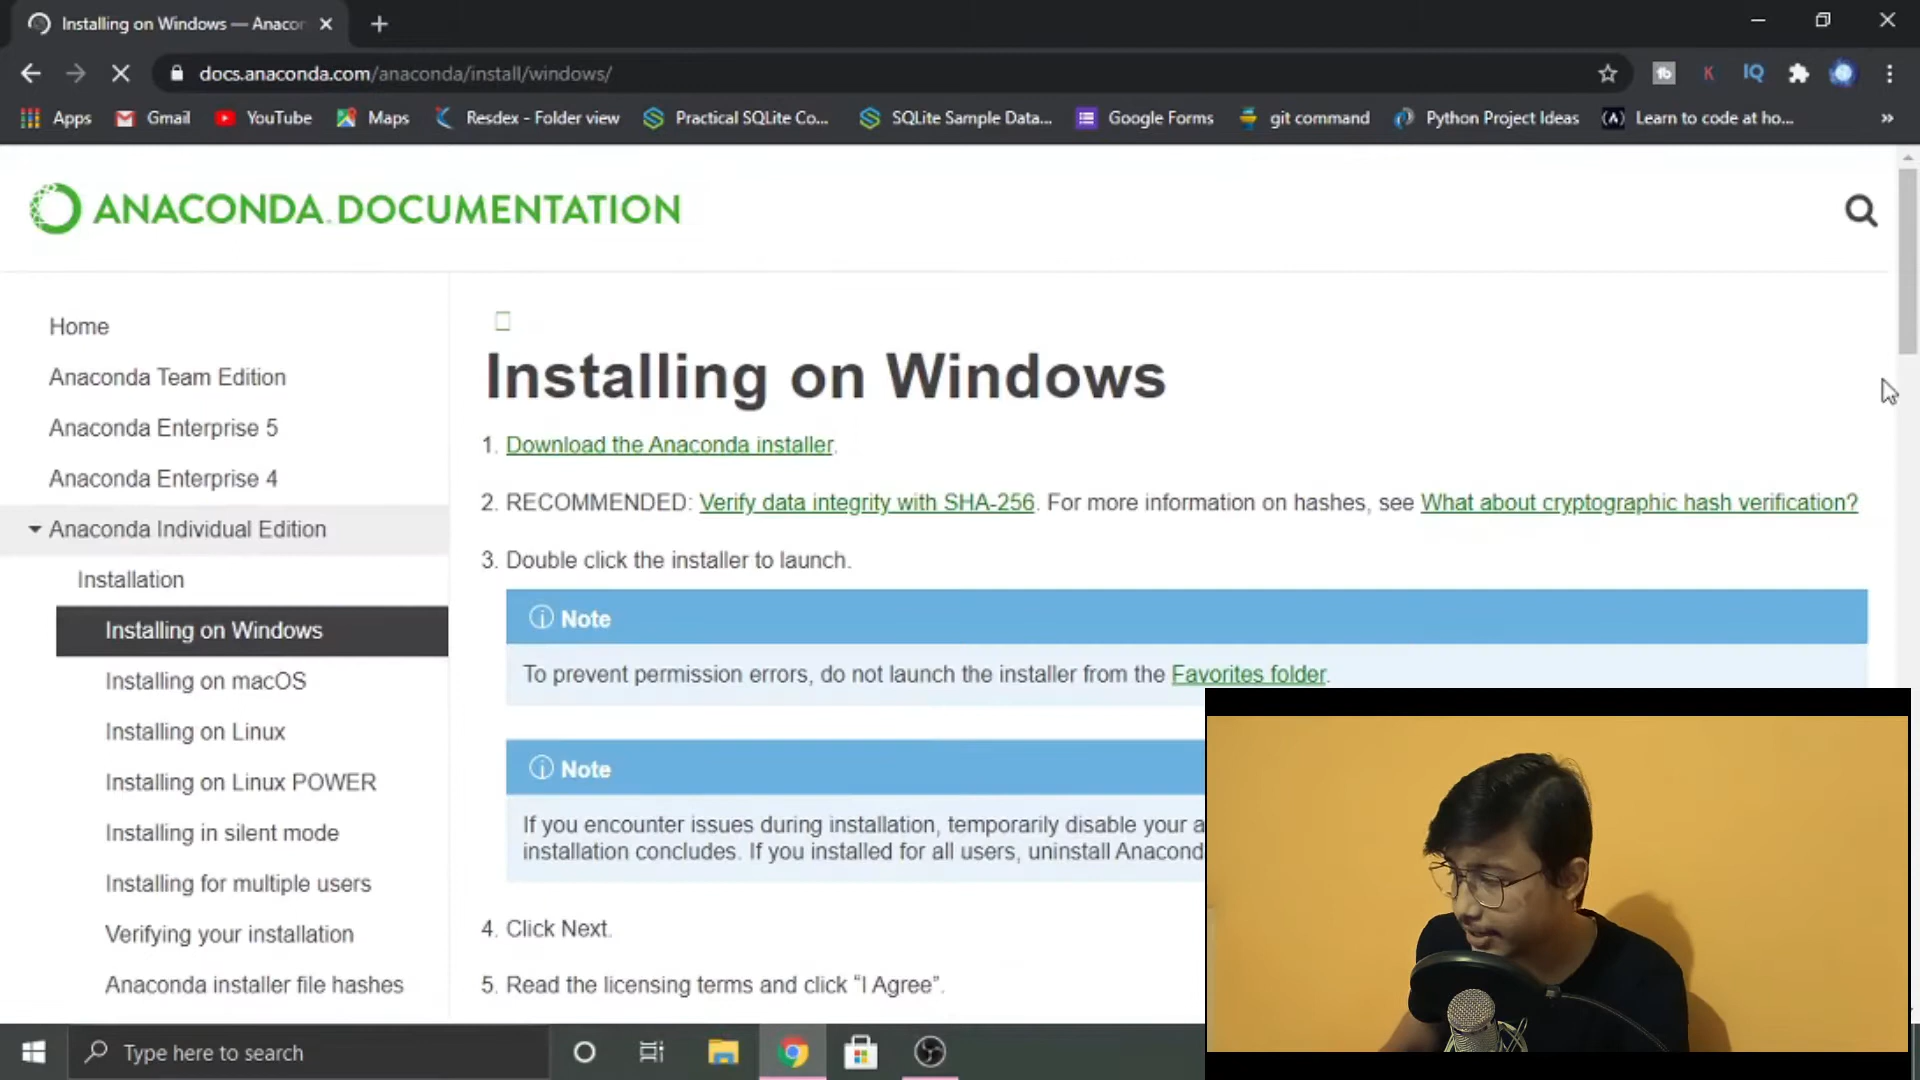 Installing on Windows — Anacor
docs.anaconda.com/anaconda/install/windows/
tb
K
IQ
Apps
Gmail
YouTube
Maps
Resdex - Folder view
Practical SQLite Co...
SQLite Sample Data...
Google Forms
git command
Python Project Ideas
(A)
Learn to code at ho...
»
ANACONDA.DOCUMENTATION
Home
Anaconda Team Edition
Anaconda Enterprise 5
Anaconda Enterprise 4
Anaconda Individual Edition
Installation
Installing on Windows
Installing on macOS
Installing on Linux
Installing on Linux POWER
Installing in silent mode
Installing for multiple users
Verifying your installation
Anaconda installer file hashes
Installing on Windows
1. Download the Anaconda installer.
2. RECOMMENDED: Verify data integrity with SHA-256. For more information on hashes, see What about cryptographic hash verification?
3. Double click the installer to launch.
Note
To prevent permission errors, do not launch the installer from the Favorites folder.
Note
If you encounter issues during installation, temporarily disable your a
installation concludes. If you installed for all users, uninstall Anacond
4. Click Next.
5. Read the licensing terms and click “I Agree”.
Type here to search